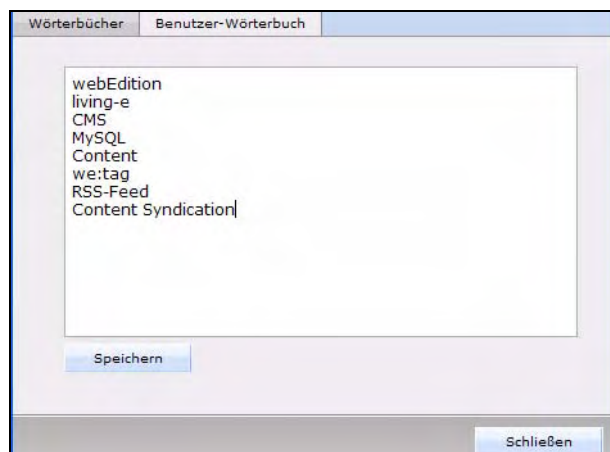 Wörterbücher Benutzer-Wörterbuch
webEdition
living-e
CMS
MySQL
Content
we:tag
RSS-Feed
Content Syndication
Speichern
Schließen